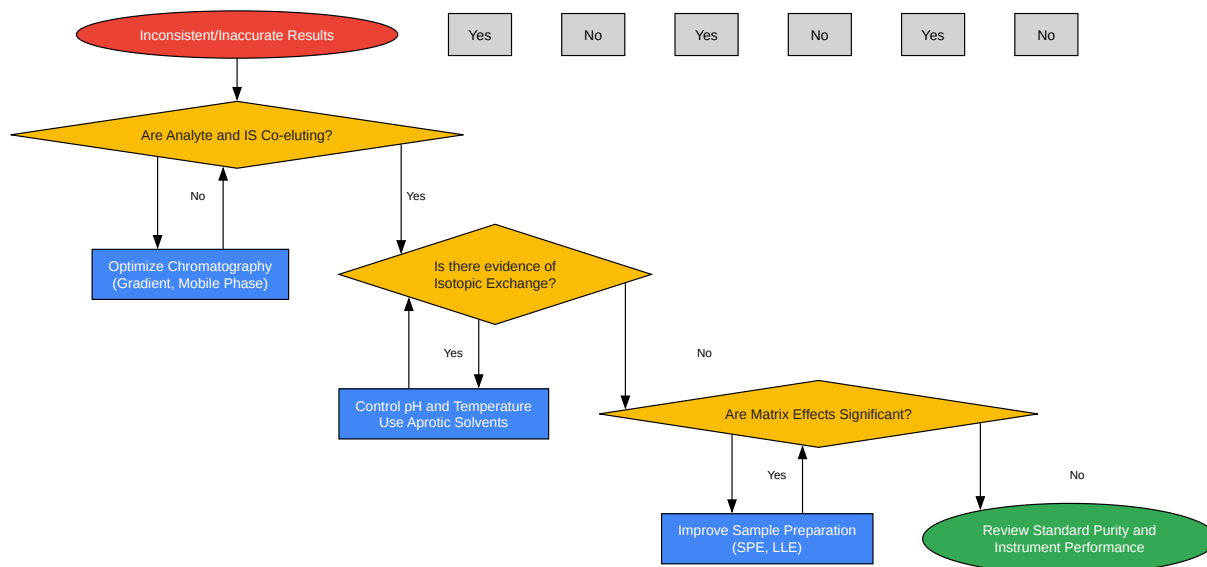 Inconsistent/Inaccurate Results
Yes
No
Yes
No
Yes
No
Are Analyte and IS Co-eluting?
No
Yes
Optimize Chromatography
(Gradient, Mobile Phase)
Is there evidence of
Isotopic Exchange?
Yes
No
Control pH and Temperature
Use Aprotic Solvents
Are Matrix Effects Significant?
Yes
No
Improve Sample Preparation
(SPE, LLE)
Review Standard Purity and
Instrument Performance